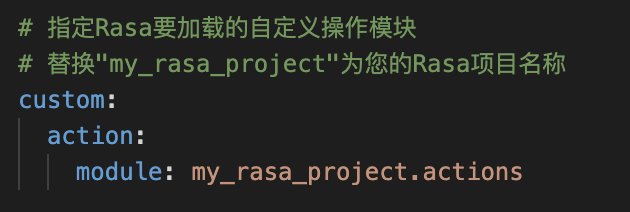 # 指定Rasa要加载的自定义操作模块
# 替换"my_rasa_project"为您的Rasa项目名称
custom:
  action:
    module: my_rasa_project.actions